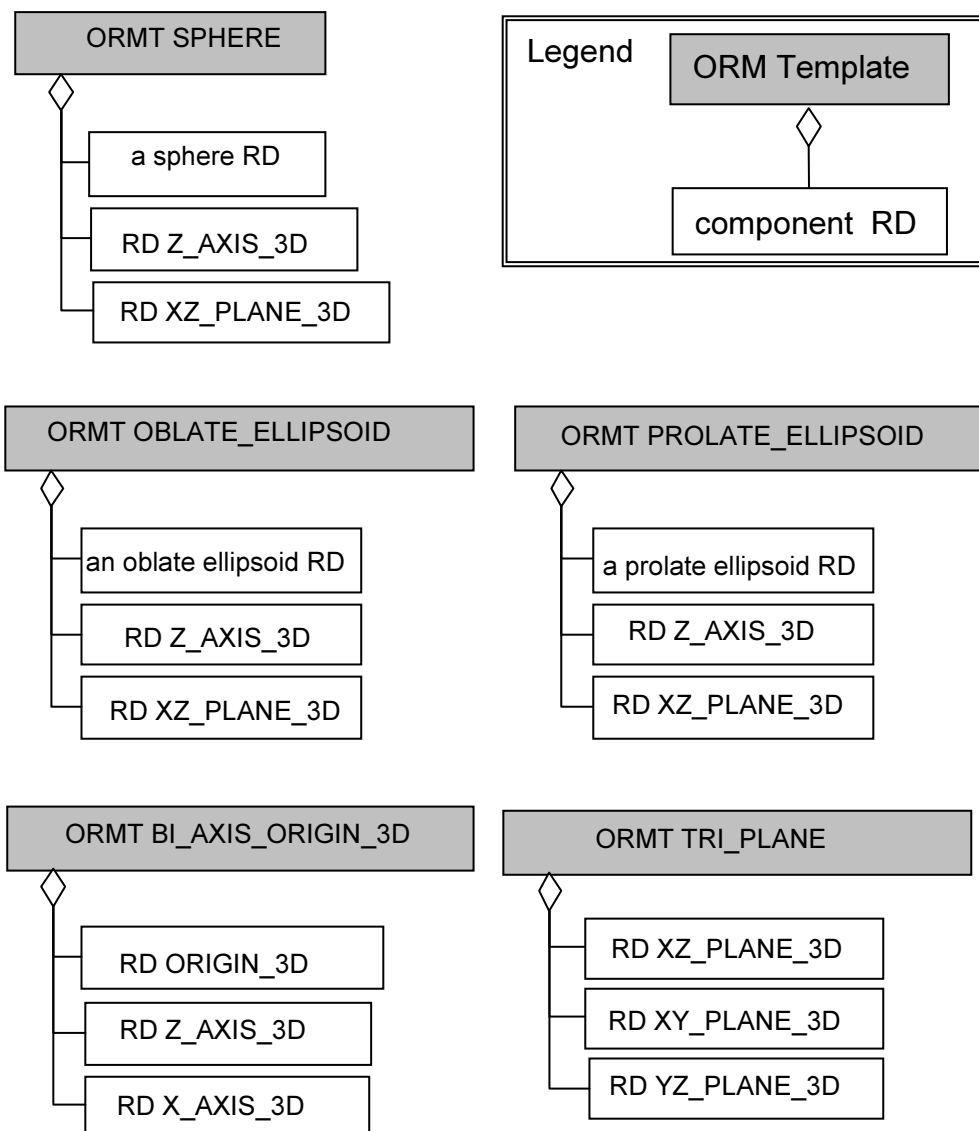 ORMT SPHERE
a sphere RD
RD Z_AXIS_3D
RD XZ_PLANE_3D
Legend
ORM Template
component RD
ORMT OBLATE_ELLIPSOID
an oblate ellipsoid RD
RD Z_AXIS_3D
RD XZ_PLANE_3D
ORMT PROLATE_ELLIPSOID
a prolate ellipsoid RD
RD Z_AXIS_3D
RD XZ_PLANE_3D
ORMT BI_AXIS_ORIGIN_3D
RD ORIGIN_3D
RD Z_AXIS_3D
RD X_AXIS_3D
ORMT TRI_PLANE
RD XZ_PLANE_3D
RD XY_PLANE_3D
RD YZ_PLANE_3D